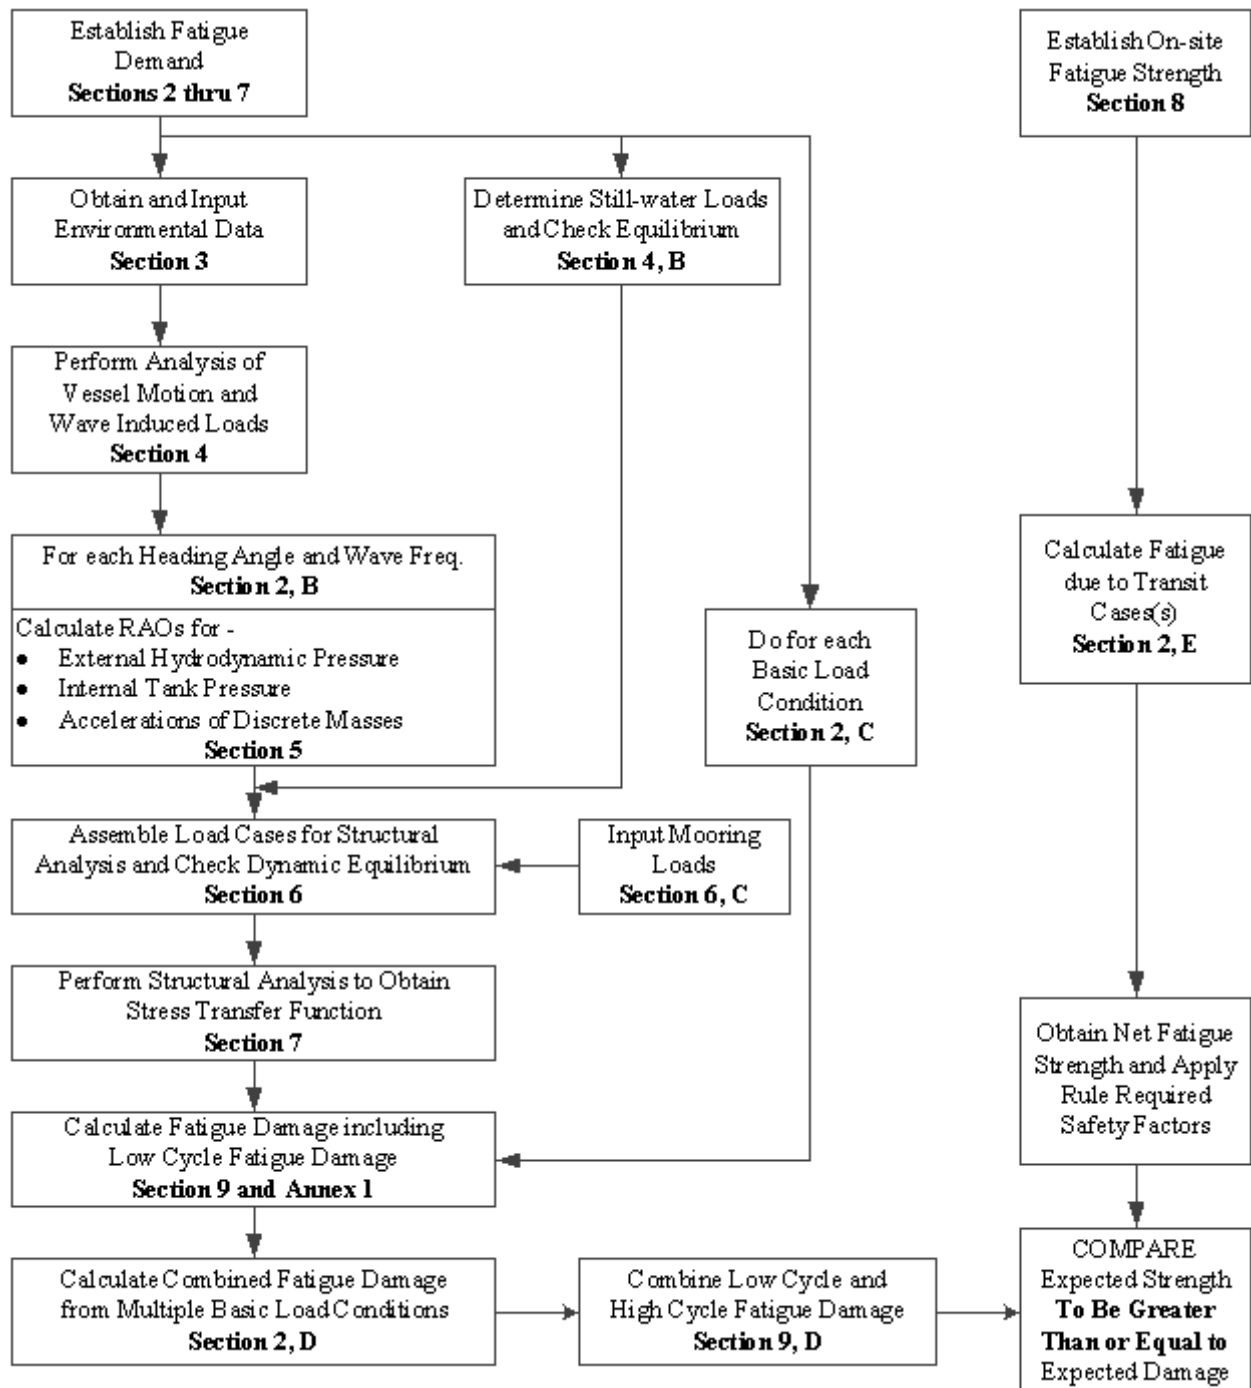 Establish Fatigue
Demand
Sections 2 thru 7
Establish On-site
Fatigue Strength
Section 8
Obtain and Input
Environmental Data
Section 3
Determine Still-water Loads
and Check Equilibrium
Section 4, B
Perform Analysis of
Vessel Motion and
Wave Induced Loads
Section 4
For each Heading Angle and Wave Freq.
Section 2, B
Calculate RAOs for -
● External Hydrodynamic Pressure
● Internal Tank Pressure
● Accelerations of Discrete Masses
Section 5
Do for each
Basic Load
Condition
Section 2, C
Calculate Fatigue
due to Transit
Cases(s)
Section 2, E
Assemble Load Cases for Structural
Analysis and Check Dynamic Equilibrium
Section 6
Input Mooring
Loads
Section 6, C
Perform Structural Analysis to Obtain
Stress Transfer Function
Section 7
Obtain Net Fatigue
Strength and Apply
Rule Required
Safety Factors
Calculate Fatigue Damage including
Low Cycle Fatigue Damage
Section 9 and Annex 1
Calculate Combined Fatigue Damage
from Multiple Basic Load Conditions
Section 2, D
Combine Low Cycle and
High Cycle Fatigue Damage
Section 9, D
COMPARE
Expected Strength
To Be Greater
Than or Equal to
Expected Damage